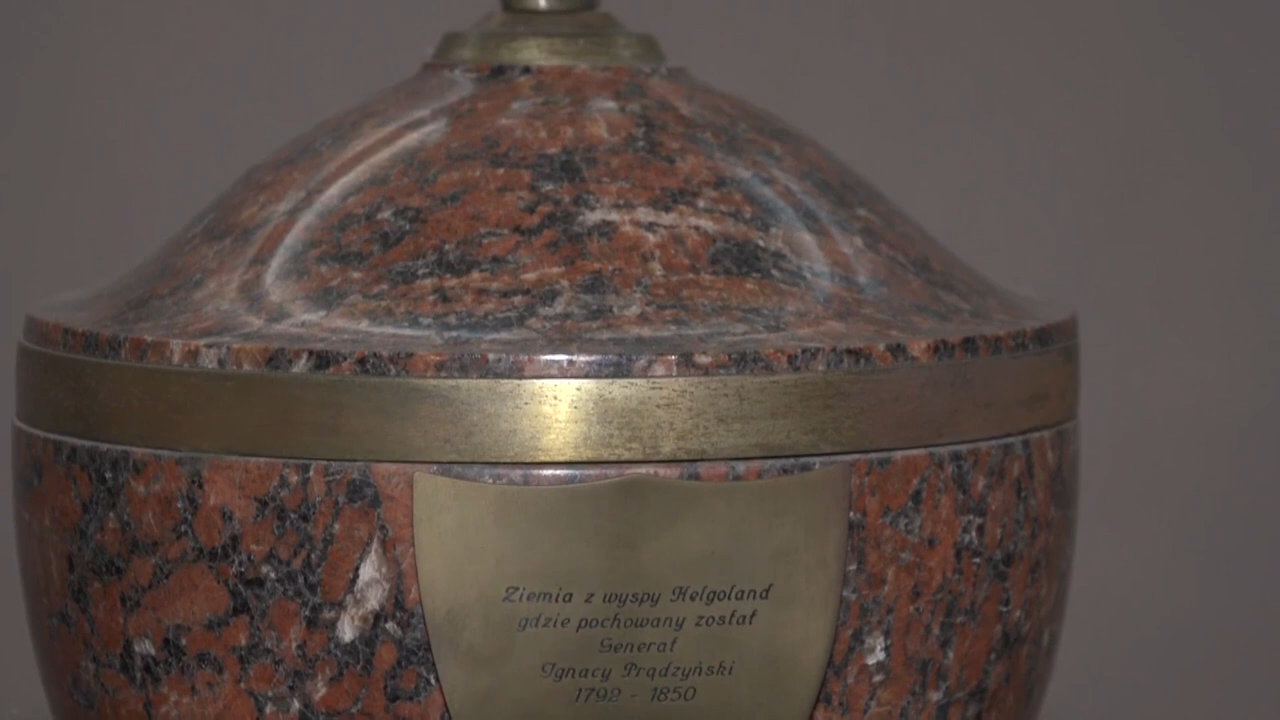 Ziemia z wyspy Helgoland
gdzie pochowany został
Generał
Ignacy Prądzyński
1792 - 1850